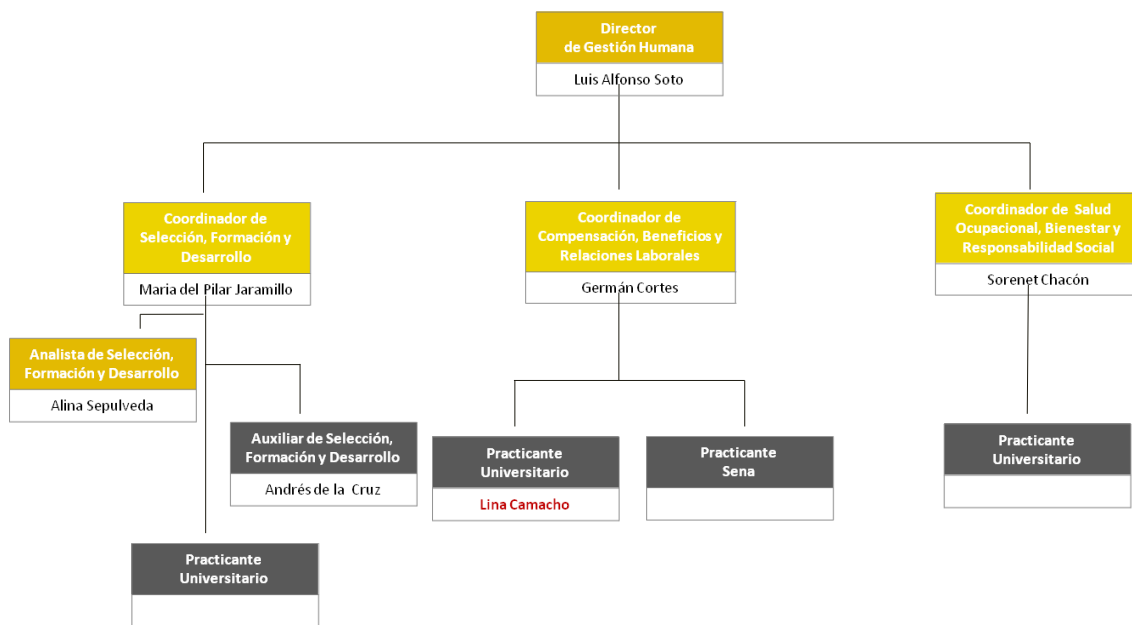 Director
de Gestión Humana
Luis Alfonso Soto
Coordinador de
Selección, Formación y
Desarrollo
Maria del Pilar Jaramillo
Coordinador de
Compensación, Beneficios y
Relaciones Laborales
Germán Cortes
Coordinador de Salud
Ocupacional, Bienestar y
Responsabilidad Social
Sorenet Chacón
Analista de Selección,
Formación y Desarrollo
Alina Sepulveda
Auxiliar de Selección,
Formación y Desarrollo
Andrés de la Cruz
Practicante
Universitario
Lina Camacho
Practicante
Sena
Practicante
Universitario
Practicante
Universitario